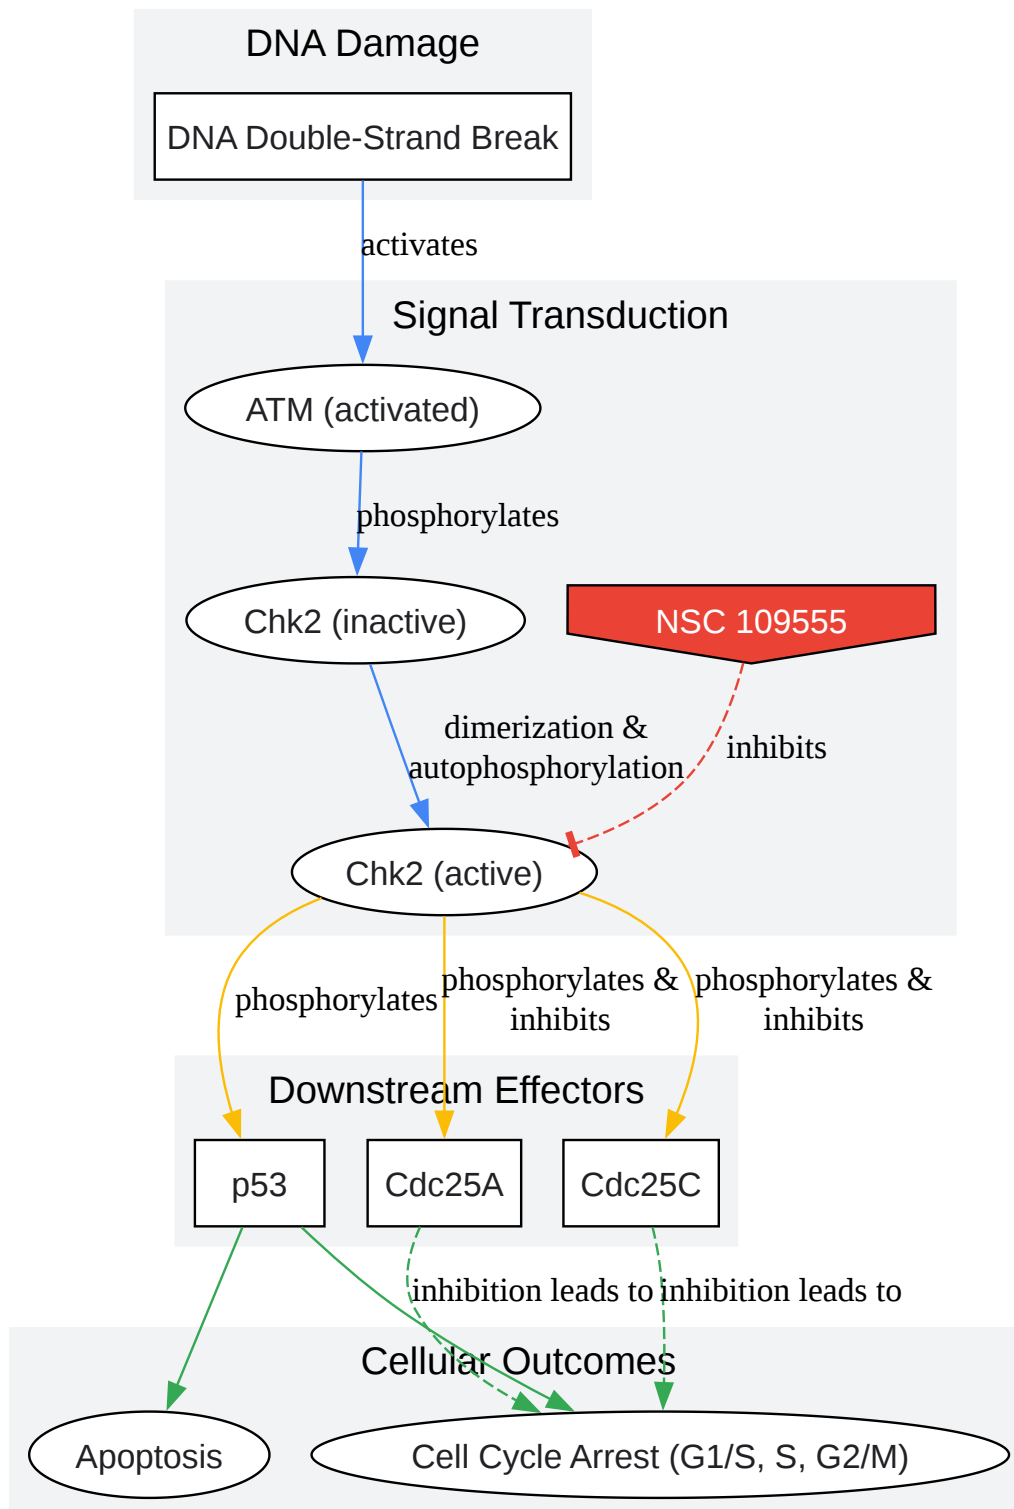 DNA Damage
DNA Double-Strand Break
activates
Signal Transduction
ATM (activated)
phosphorylates
Chk2 (inactive)
NSC 109555
dimerization &
autophosphorylation
inhibits
Chk2 (active)
phosphorylates
phosphorylates &
inhibits
phosphorylates &
inhibits
Downstream Effectors
p53
Cdc25A
Cdc25C
inhibition leads to
inhibition leads to
Cellular Outcomes
Apoptosis
Cell Cycle Arrest (G1/S, S, G2/M)